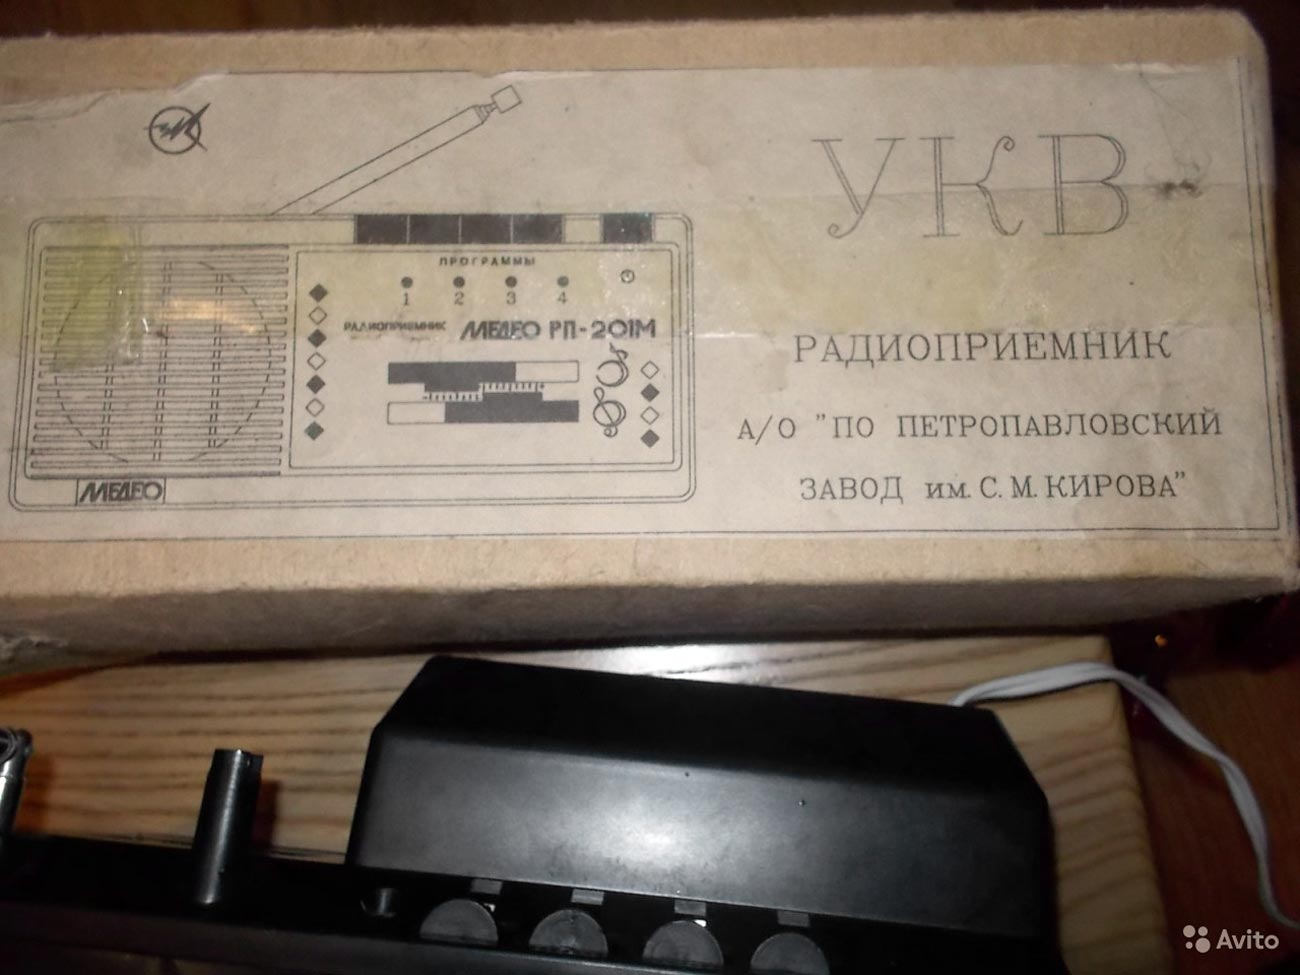 УКВ
ПРОГРАММЫ
1 2 3 4
РАДИОПРИЕМНИК МЕДЕО РП-201М
МЕДЕО
РАДИОПРИЕМНИК
А/О "ПО ПЕТРОПАВЛОВСКИЙ
ЗАВОД им. С. М. КИРОВА"
Avito